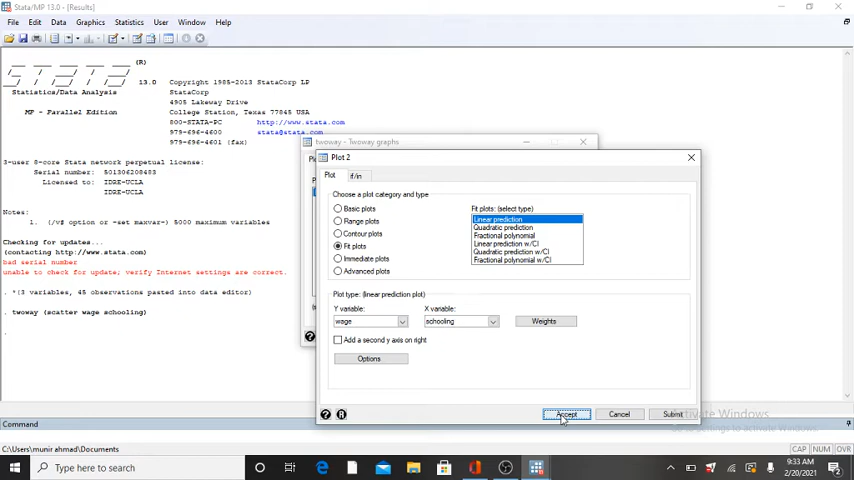 Stata/MP 13.0 - [Results]
File Edit Data Graphics Statistics User Window Help
(R)
13.0 Copyright 1985-2013 StataCorp LP
Statistics/Data Analysis StataCorp
4905 Lakeway Drive
MP - Parallel Edition College Station, Texas 77845 USA
800-STATA-PC http://www.stata.com
979-696-4600 stata@stata.com
979-696-4601 (fax)
3-user 8-core Stata network perpetual license:
Serial number: 501306208483
Licensed to: IDRE-UCLA
IDRE-UCLA
Notes:
1. (/v# option or -set maxvar-) 5000 maximum variables
Checking for updates...
(contacting http://www.stata.com)
bad serial number
unable to check for update; verify Internet settings are correct.
. *(3 variables, 45 observations pasted into data editor)
. twoway (scatter wage schooling)
.
twoway - Twoway graphs
Plot 2
Plot if/in
Choose a plot category and type
Basic plots
Range plots
Contour plots
Fit plots
Immediate plots
Advanced plots
Fit plots: (select type)
Linear prediction
Quadratic prediction
Fractional polynomial
Linear prediction w/CI
Quadratic prediction w/CI
Fractional polynomial w/CI
Plot type: (linear prediction plot)
Y variable: X variable:
wage schooling Weights
Add a second y axis on right
Options
Accept Cancel Submit
Activate Windows
Go to Settings to activate Windows.
Command
C:\Users\munir ahmad\Documents
CAP NUM OVR
Type here to search
9:33 AM
2/20/2021
2